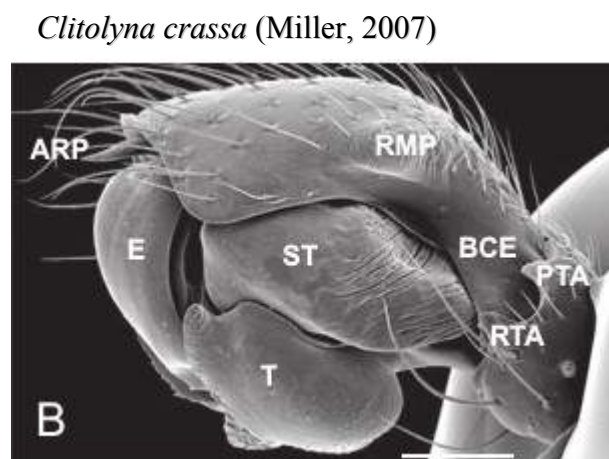 Clitolyna crassa (Miller, 2007)
ARP
RMP
E
ST
BCE
PTA
RTA
T
B